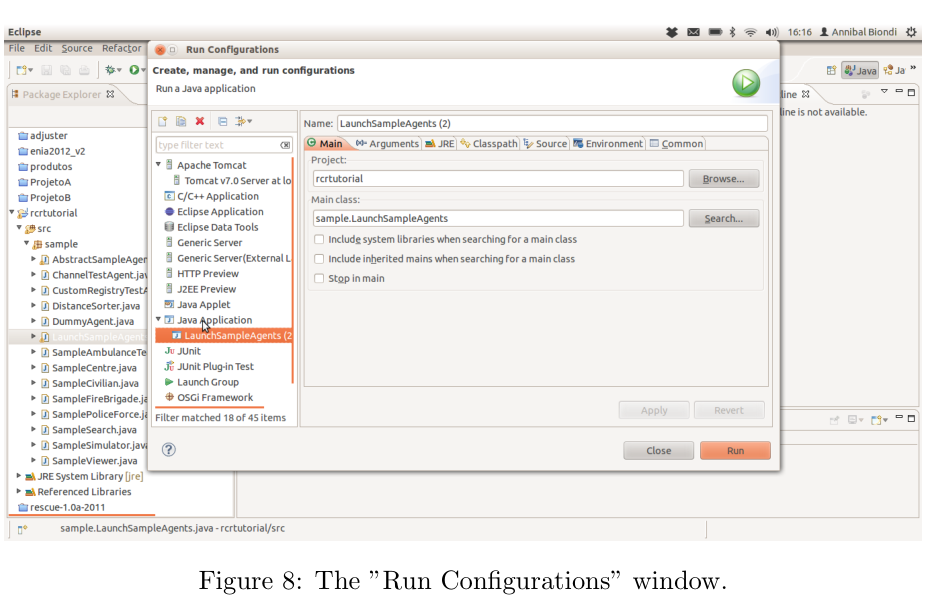 Eclipse
16:16 Annibal Biondi
File Edit Source Refactor
Run Configurations
Create, manage, and run configurations
Run a Java application
Java Ja »
Package Explorer
line
line is not available.
adjuster
enia2012_v2
produtos
ProjetoA
ProjetoB
rcrtutorial
src
sample
AbstractSampleAger
ChannelTestAgent.jav
CustomRegistryTestA
DistanceSorter.java
DummyAgent.java
LaunchSampleAgent
SampleAmbulanceTe
SampleCentre.java
SampleCivilian.java
SampleFireBrigade.ja
SamplePoliceForce.ja
SampleSearch.java
SampleSimulator.java
SampleViewer.java
JRE System Library [jre]
Referenced Libraries
rescue-1.0a-2011
type filter text
Apache Tomcat
Tomcat v7.0 Server at lo
C/C++ Application
Eclipse Application
Eclipse Data Tools
Generic Server
Generic Server(External L
HTTP Preview
J2EE Preview
Java Applet
Java Application
LaunchSampleAgents (2
JUnit
JUnit Plug-in Test
Launch Group
OSGi Framework
Filter matched 18 of 45 items
Name: LaunchSampleAgents (2)
Main Arguments JRE Classpath Source Environment Common
Project:
rcrtutorial Browse...
Main class:
sample.LaunchSampleAgents Search...
Include system libraries when searching for a main class
Include inherited mains when searching for a main class
Stop in main
Apply Revert
Close Run
sample.LaunchSampleAgents.java - rcrtutorial/src
Figure 8: The ”Run Configurations” window.